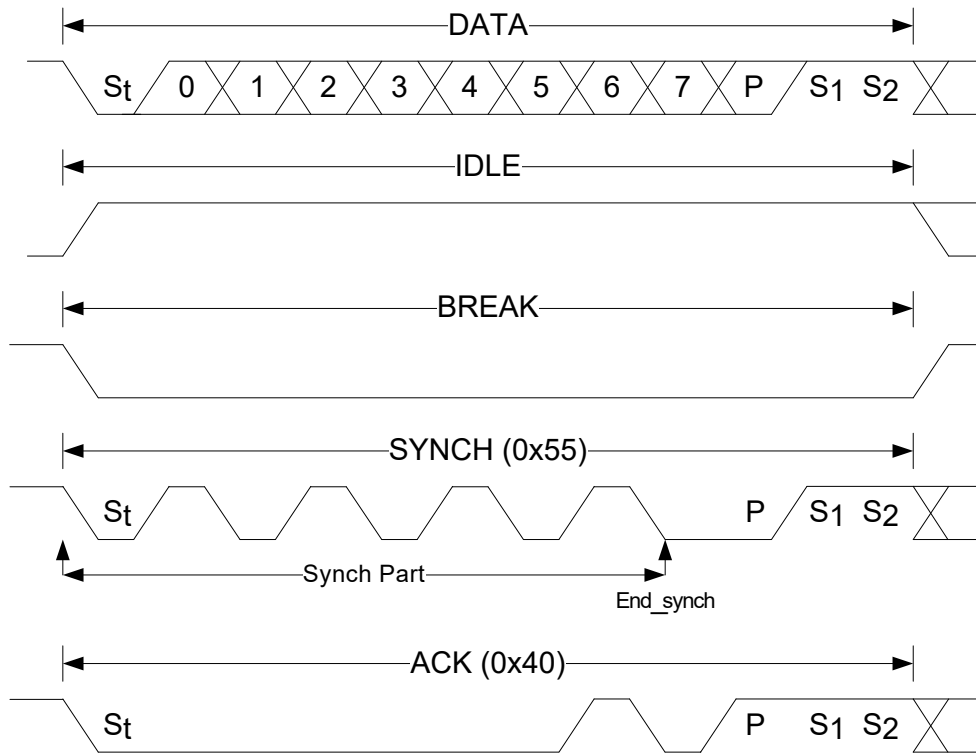 DATA
St 0 1 2 3 4 5 6 7 P S1 S2
IDLE
BREAK
SYNCH (0x55)
St P S1 S2
Synch Part
End_synch
ACK (0x40)
St P S1 S2